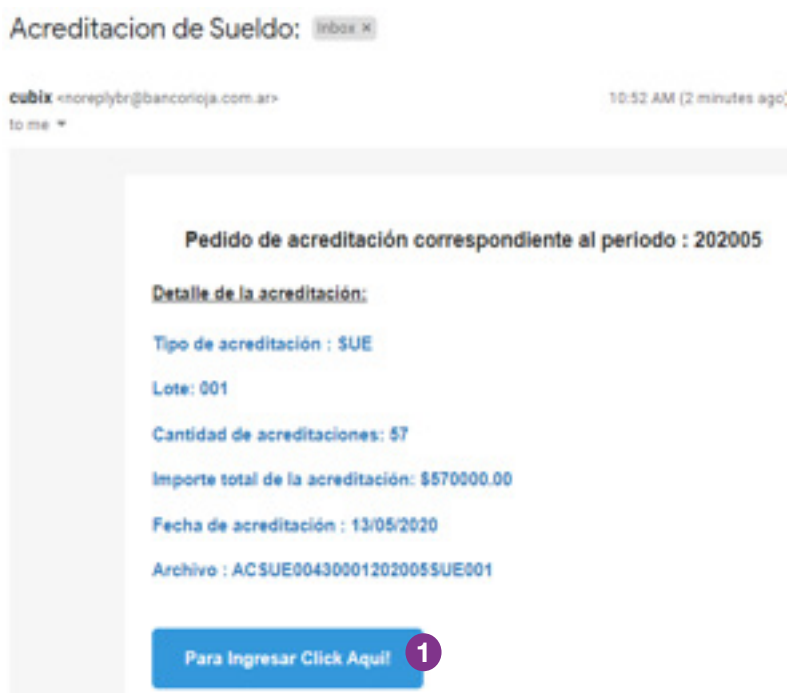 Acreditacion de Sueldo: Inbox ×
cubix <noreplybr@bancorioja.com.ar> 10:52 AM (2 minutes ago)
to me
Pedido de acreditación correspondiente al periodo : 202005
Detalle de la acreditación:
Tipo de acreditación : SUE
Lote: 001
Cantidad de acreditaciones: 57
Importe total de la acreditación: $570000.00
Fecha de acreditación : 13/05/2020
Archivo : ACSUE00430001202005SUE001
Para Ingresar Click Aqui! 1